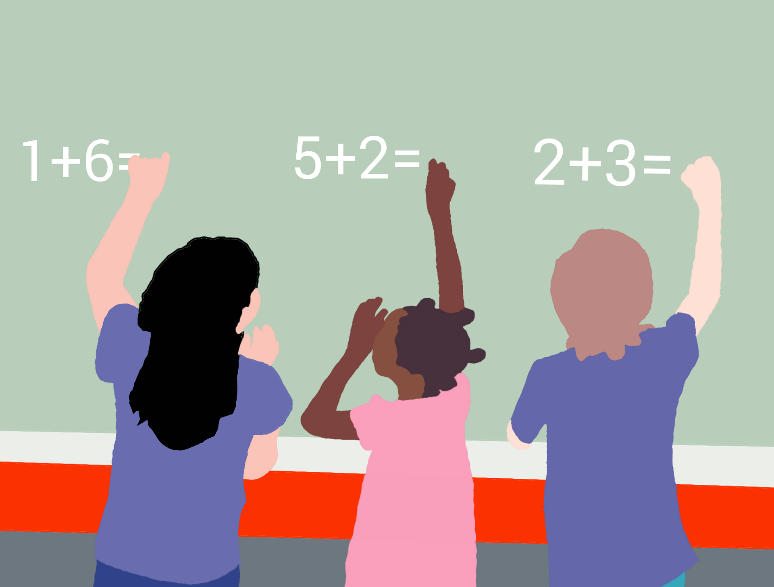 1+6= 5+2= 2+3=